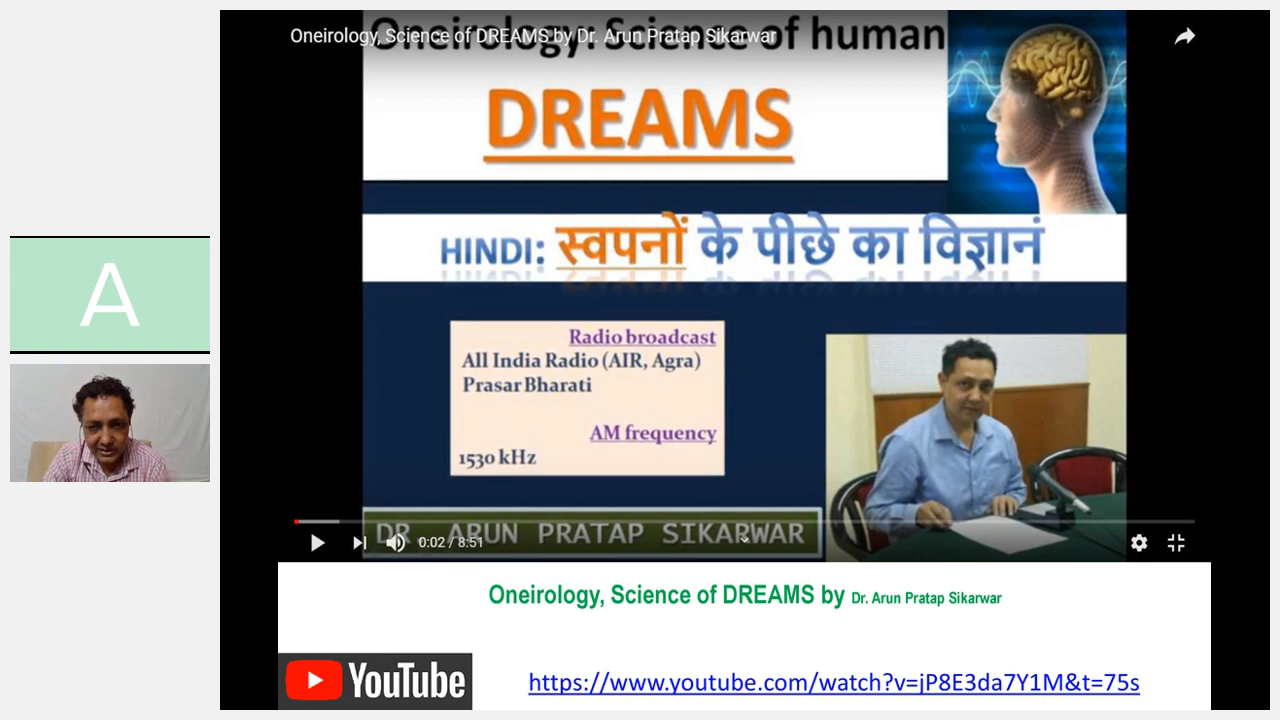 Oneirology: Science of human
Oneirology, Science of DREAMS by Dr. Arun Pratap Sikarwar
DREAMS
HINDI: स्वपनों के पीछे का विज्ञानं
A
Radio broadcast
All India Radio (AIR, Agra)
Prasar Bharati
AM frequency
1530 kHz
DR ARUN PRATAP SIKARWAR
0:02 / 8:51
Oneirology, Science of DREAMS by Dr. Arun Pratap Sikarwar
YouTube
https://www.youtube.com/watch?v=jP8E3da7Y1M&t=75s